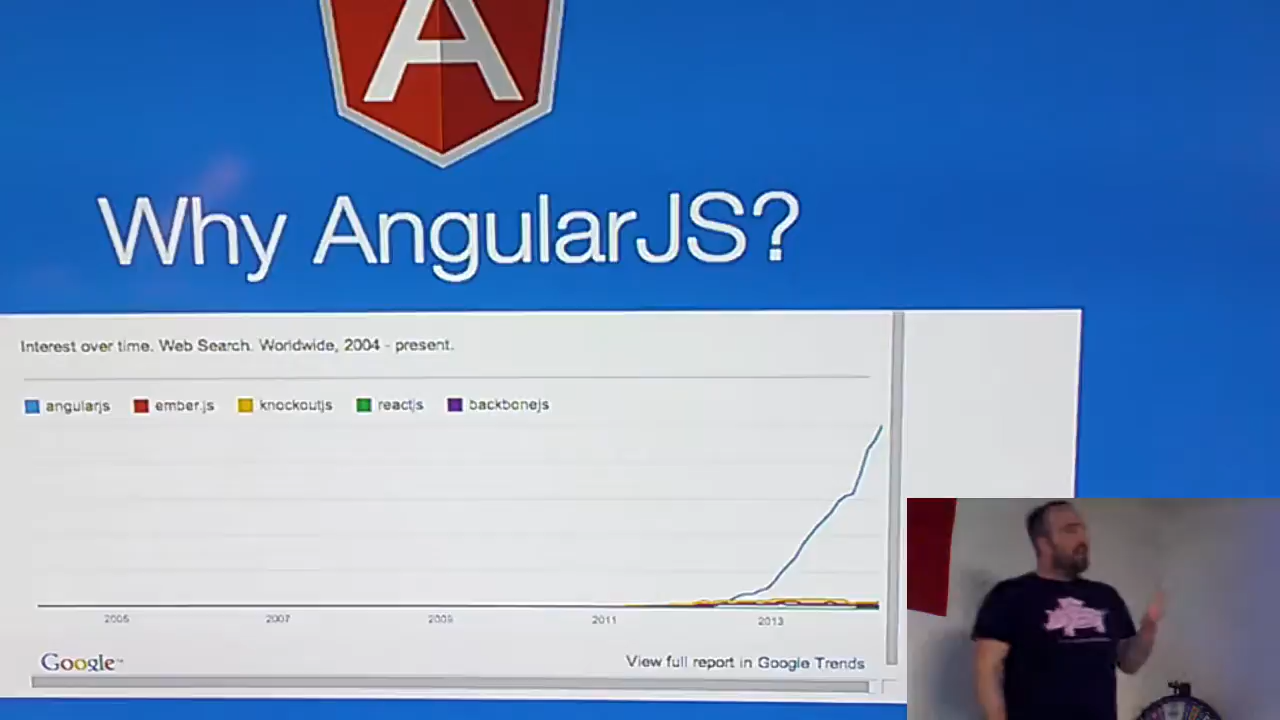 A
Why AngularJS?
Interest over time. Web Search. Worldwide, 2004 - present.
angularjs ember.js knockoutjs reactjs backbonejs
2005 2007 2009 2011 2013
Google™
View full report in Google Trends